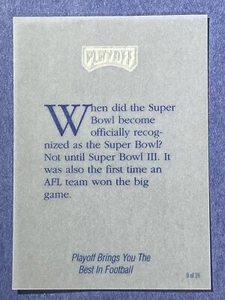 PLAYOFF
When did the Super
Bowl become
officially recog-
nized as the Super Bowl?
Not until Super Bowl III. It
was also the first time an
AFL team won the big
game.
Playoff Brings You The
Best In Football